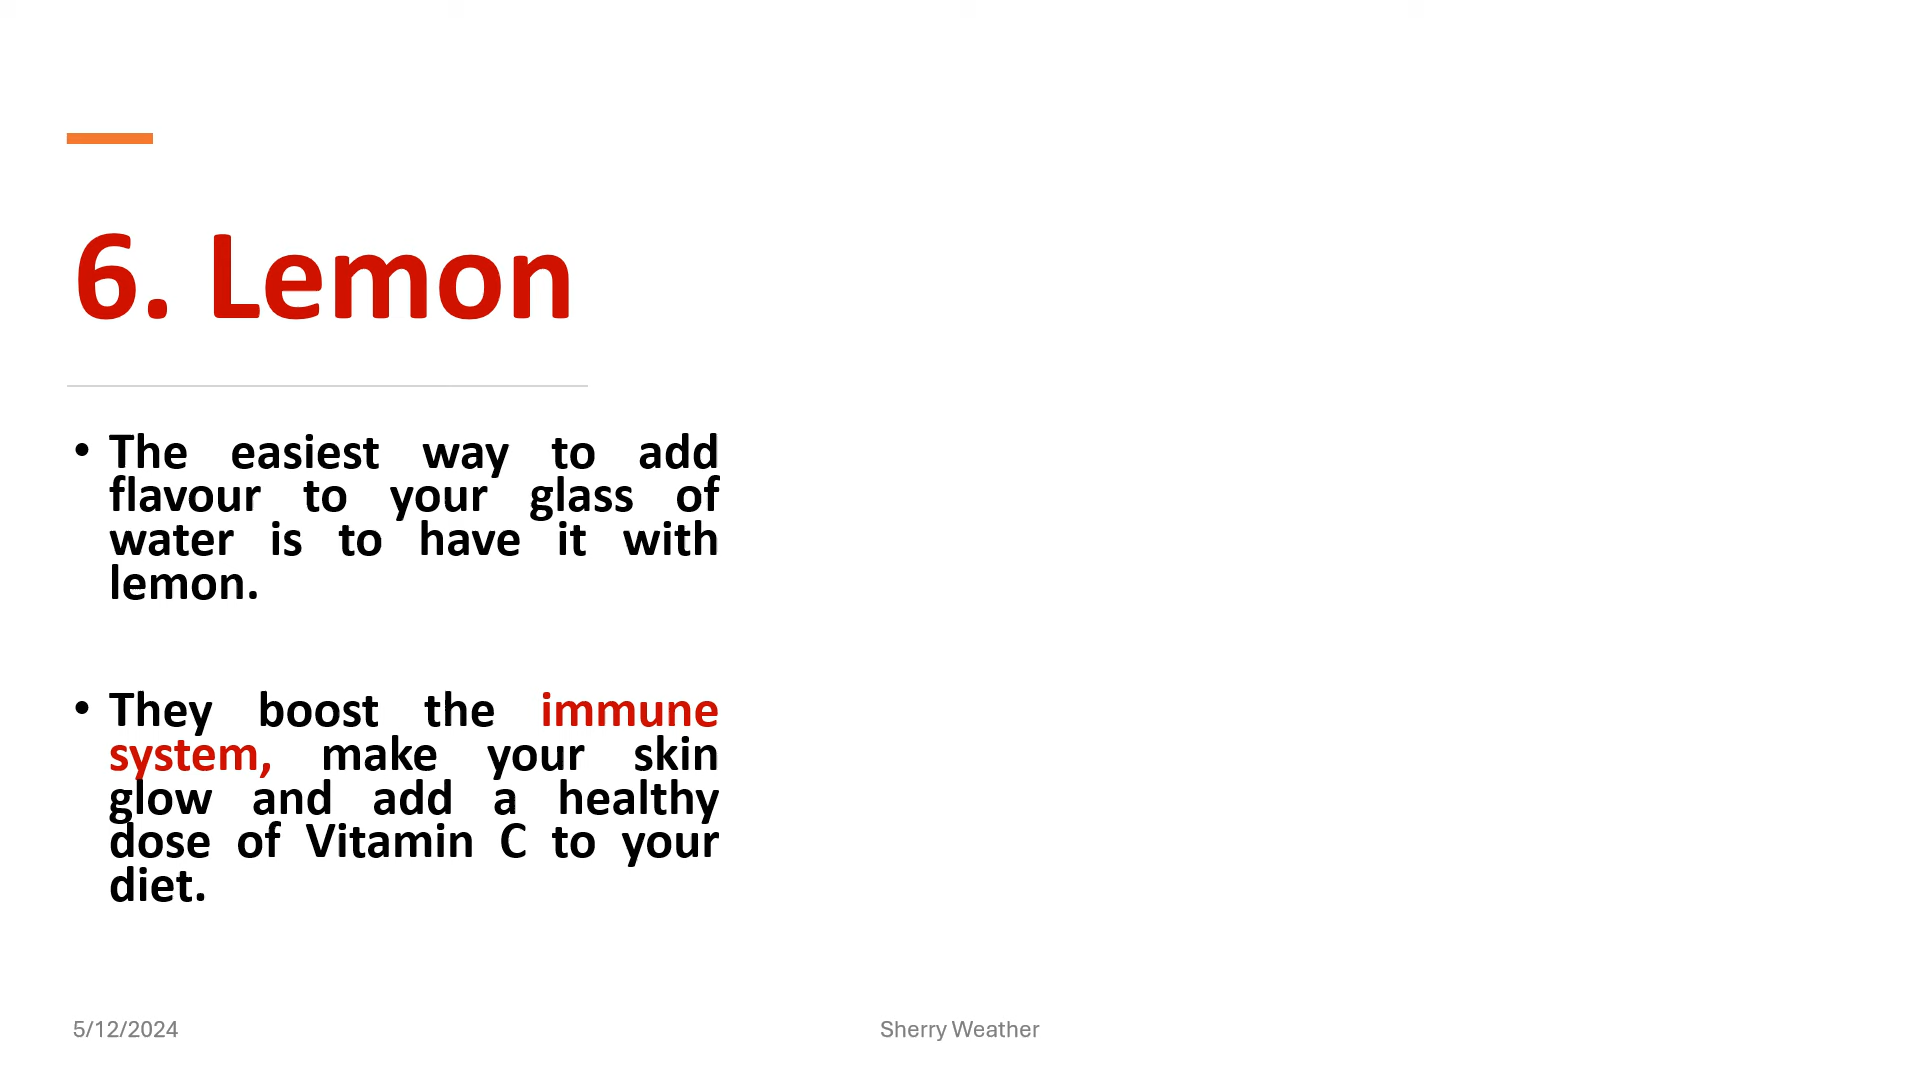 6. Lemon
• The easiest way to add
flavour to your glass of
water is to have it with
lemon.
• They boost the immune
system, make your skin
glow and add a healthy
dose of Vitamin C to your
diet.
5/12/2024
Sherry Weather